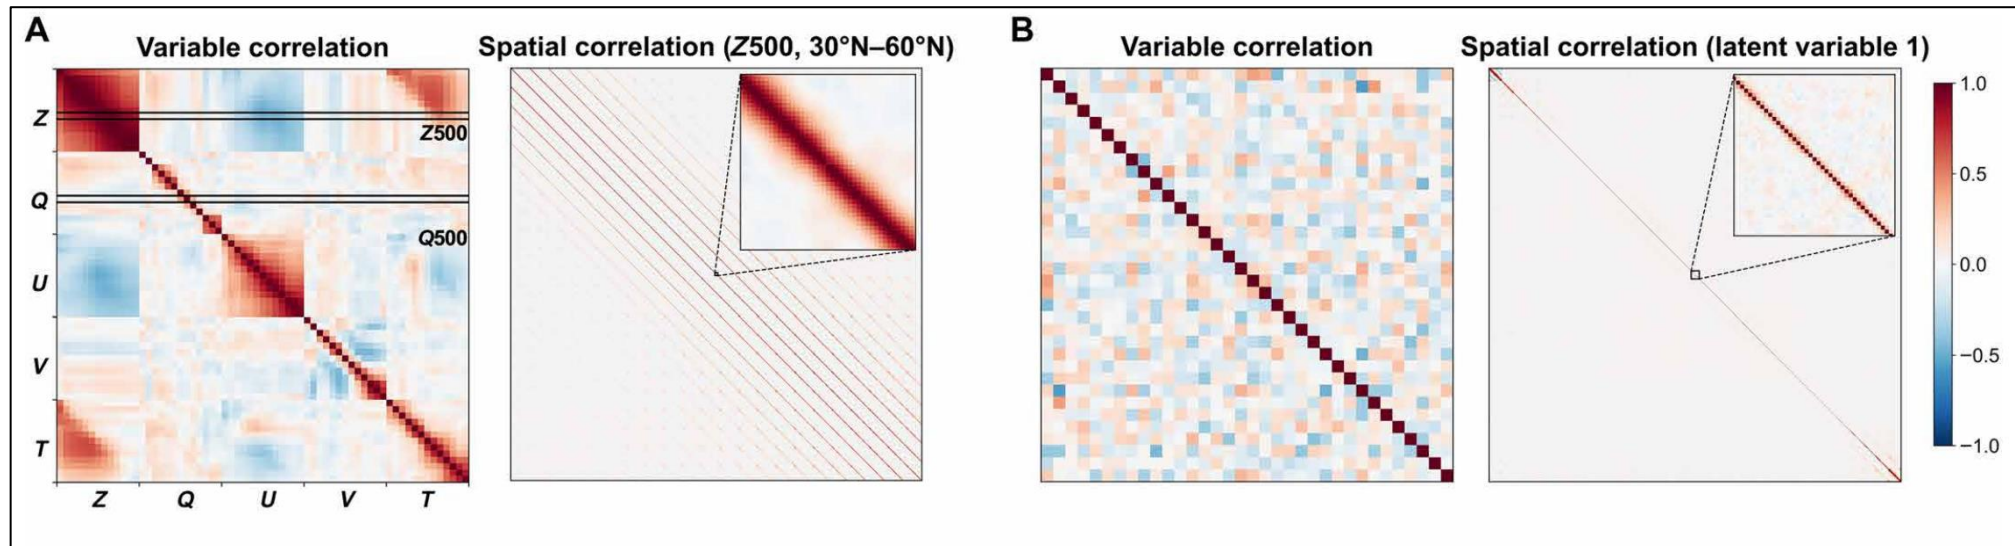 A
Variable correlation
Spatial correlation (Z500, 30°N–60°N)
Z
Q
U
V
T
Z500
Q500
Z Q U V T
B
Variable correlation
Spatial correlation (latent variable 1)
1.0
0.5
0.0
−0.5
−1.0